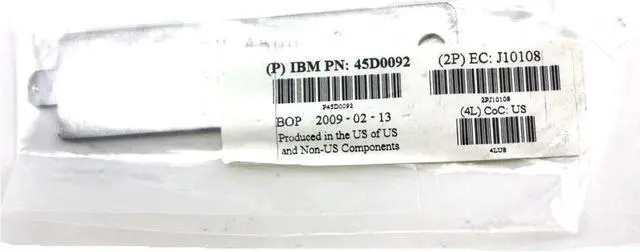 (P) IBM PN: 45D0092
P45D0092
BOP 2009 - 02 - 13
Produced in the US of US
and Non-US Components
(2P) EC: J10108
2PJ10108
(4L) CoC: US
4LUS